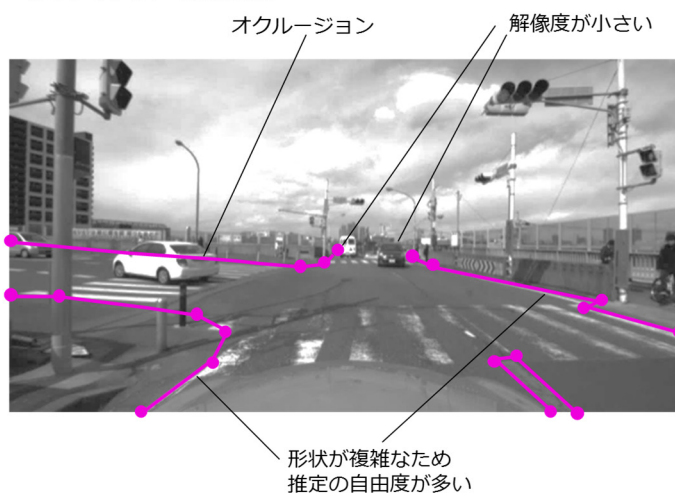 オクルージョン
解像度が小さい
形状が複雑なため
推定の自由度が多い